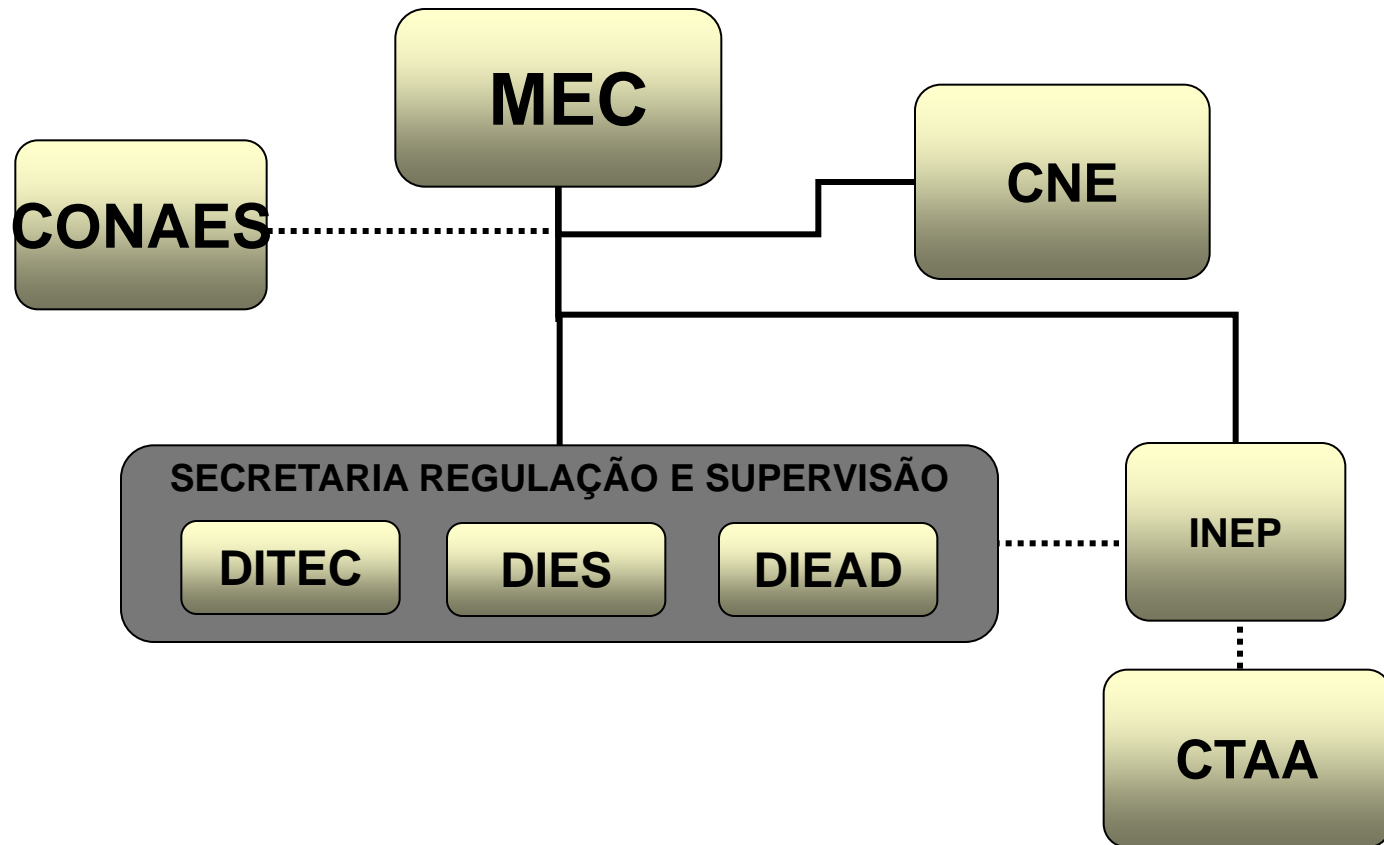 MEC
CNE
CONAES
SECRETARIA REGULAÇÃO E SUPERVISÃO
DITEC
DIES
DIEAD
INEP
CTAA